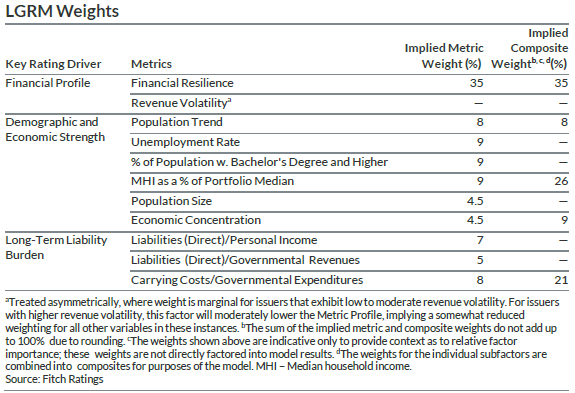 LGRM Weights
Key Rating Driver Metrics Implied Metric Weight (%) Implied Composite Weightᵇ,ᶜ,ᵈ(%)
Financial Profile Financial Resilience 35 35
Revenue Volatilityᵃ — —
Demographic and Economic Strength Population Trend 8 8
Unemployment Rate 9 —
% of Population w. Bachelor's Degree and Higher 9 —
MHI as a % of Portfolio Median 9 26
Population Size 4.5 —
Economic Concentration 4.5 9
Long-Term Liability Burden Liabilities (Direct)/Personal Income 7 —
Liabilities (Direct)/Governmental Revenues 5 —
Carrying Costs/Governmental Expenditures 8 21
ᵃTreated asymmetrically, where weight is marginal for issuers that exhibit low to moderate revenue volatility. For issuers
with higher revenue volatility, this factor will moderately lower the Metric Profile, implying a somewhat reduced
weighting for all other variables in these instances. ᵇThe sum of the implied metric and composite weights do not add up
to 100% due to rounding. ᶜThe weights shown above are indicative only to provide context as to relative factor
importance; these weights are not directly factored into model results. ᵈThe weights for the individual subfactors are
combined into composites for purposes of the model. MHI – Median household income.
Source: Fitch Ratings